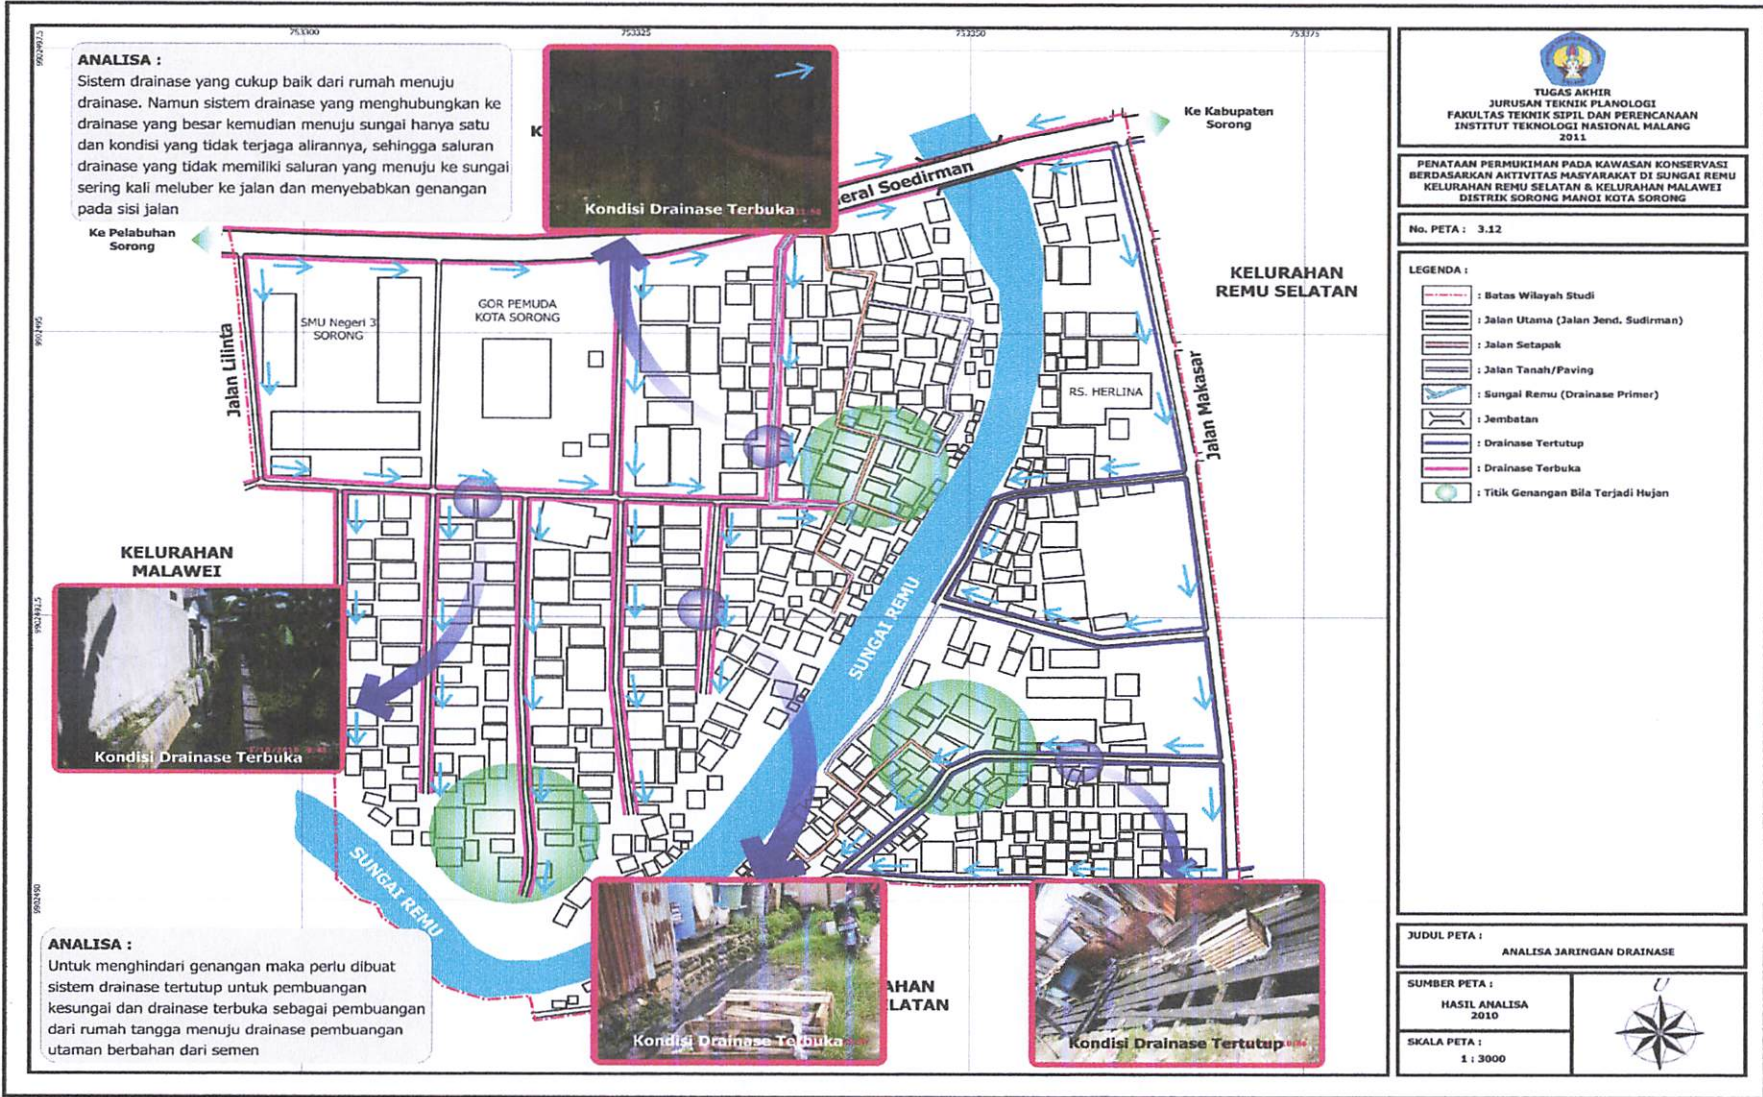 753300
753325
753350
753375
9902497.5
9902495
9902492.5
9902490
ANALISA :
Sistem drainase yang cukup baik dari rumah menuju
drainase. Namun sistem drainase yang menghubungkan ke
drainase yang besar kemudian menuju sungai hanya satu
dan kondisi yang tidak terjaga alirannya, sehingga saluran
drainase yang tidak memiliki saluran yang menuju ke sungai
sering kali meluber ke jalan dan menyebabkan genangan
pada sisi jalan
K
Kondisi Drainase Terbuka
Ke Kabupaten
Sorong
Ke Pelabuhan
Sorong
eral Soedirman
KELURAHAN
REMU SELATAN
Jalan Lilinta
SMU Negeri 3
SORONG
GOR PEMUDA
KOTA SORONG
RS. HERLINA
Jalan Makasar
KELURAHAN
MALAWEI
Kondisi Drainase Terbuka
SUNGAI REMU
SUNGAI REMU
ANALISA :
Untuk menghindari genangan maka perlu dibuat
sistem drainase tertutup untuk pembuangan
kesungai dan drainase terbuka sebagai pembuangan
dari rumah tangga menuju drainase pembuangan
utaman berbahan dari semen
Kondisi Drainase Terbuka
AHAN
LATAN
Kondisi Drainase Tertutup
TUGAS AKHIR
JURUSAN TEKNIK PLANOLOGI
FAKULTAS TEKNIK SIPIL DAN PERENCANAAN
INSTITUT TEKNOLOGI NASIONAL MALANG
2011
PENATAAN PERMUKIMAN PADA KAWASAN KONSERVASI
BERDASARKAN AKTIVITAS MASYARAKAT DI SUNGAI REMU
KELURAHAN REMU SELATAN & KELURAHAN MALAWEI
DISTRIK SORONG MANOI KOTA SORONG
No. PETA : 3.12
LEGENDA :
: Batas Wilayah Studi
: Jalan Utama (Jalan Jend. Sudirman)
: Jalan Setapak
: Jalan Tanah/Paving
: Sungai Remu (Drainase Primer)
: Jembatan
: Drainase Tertutup
: Drainase Terbuka
: Titik Genangan Bila Terjadi Hujan
JUDUL PETA :
ANALISA JARINGAN DRAINASE
SUMBER PETA :
HASIL ANALISA
2010
SKALA PETA :
1 : 3000
U